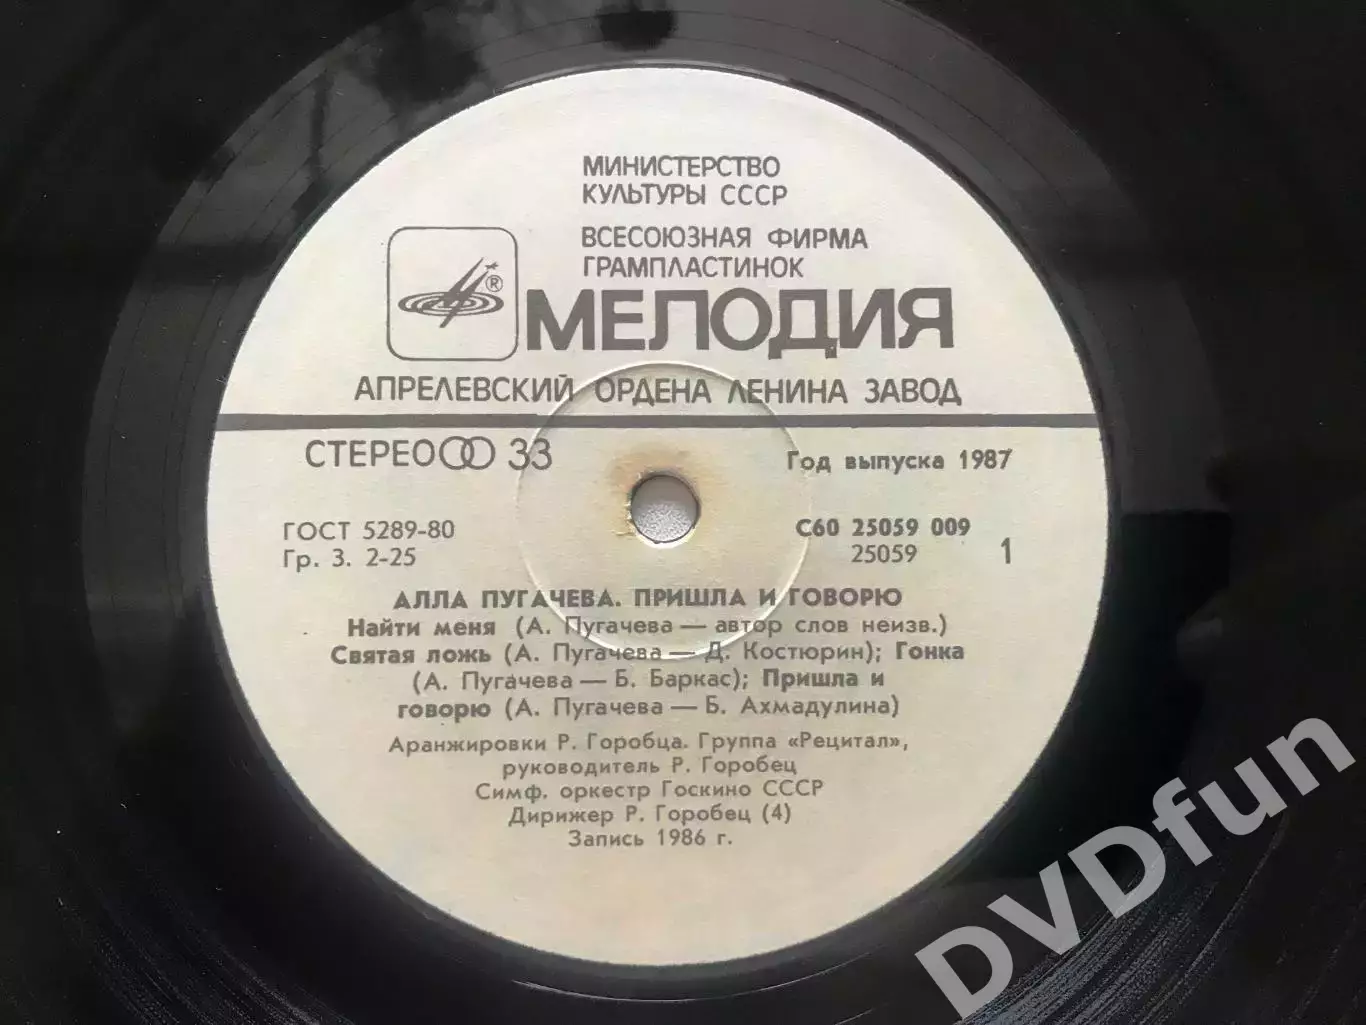 МИНИСТЕРСТВО
КУЛЬТУРЫ СССР
ВСЕСОЮЗНАЯ ФИРМА
ГРАМПЛАСТИНОК
® МЕЛОДИЯ
АПРЕЛЕВСКИЙ ОРДЕНА ЛЕНИНА ЗАВОД
СТЕРЕО 33
Год выпуска 1987
ГОСТ 5289-80
Гр. 3. 2-25
С60 25059 009
25059 1
АЛЛА ПУГАЧЕВА. ПРИШЛА И ГОВОРЮ
Найти меня (А. Пугачева — автор слов неизв.)
Святая ложь (А. Пугачева — Д. Костюрин); Гонка
(А. Пугачева — Б. Баркас); Пришла и
говорю (А. Пугачева — Б. Ахмадулина)
Аранжировки Р. Горобца. Группа «Рецитал»,
руководитель Р. Горобец
Симф. оркестр Госкино СССР
Дирижер Р. Горобец (4)
Запись 1986 г.
DVDfun